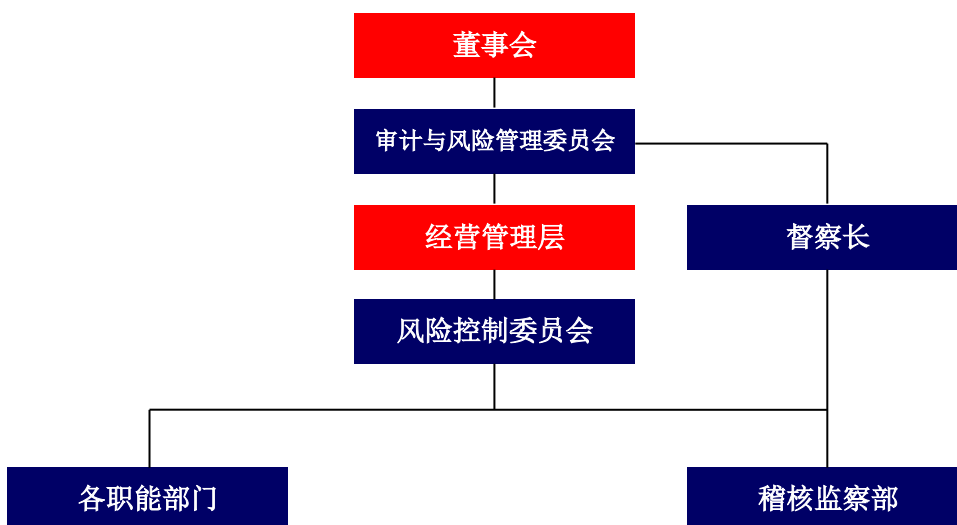 董事会
审计与风险管理委员会
经营管理层
督察长
风险控制委员会
各职能部门
稽核监察部